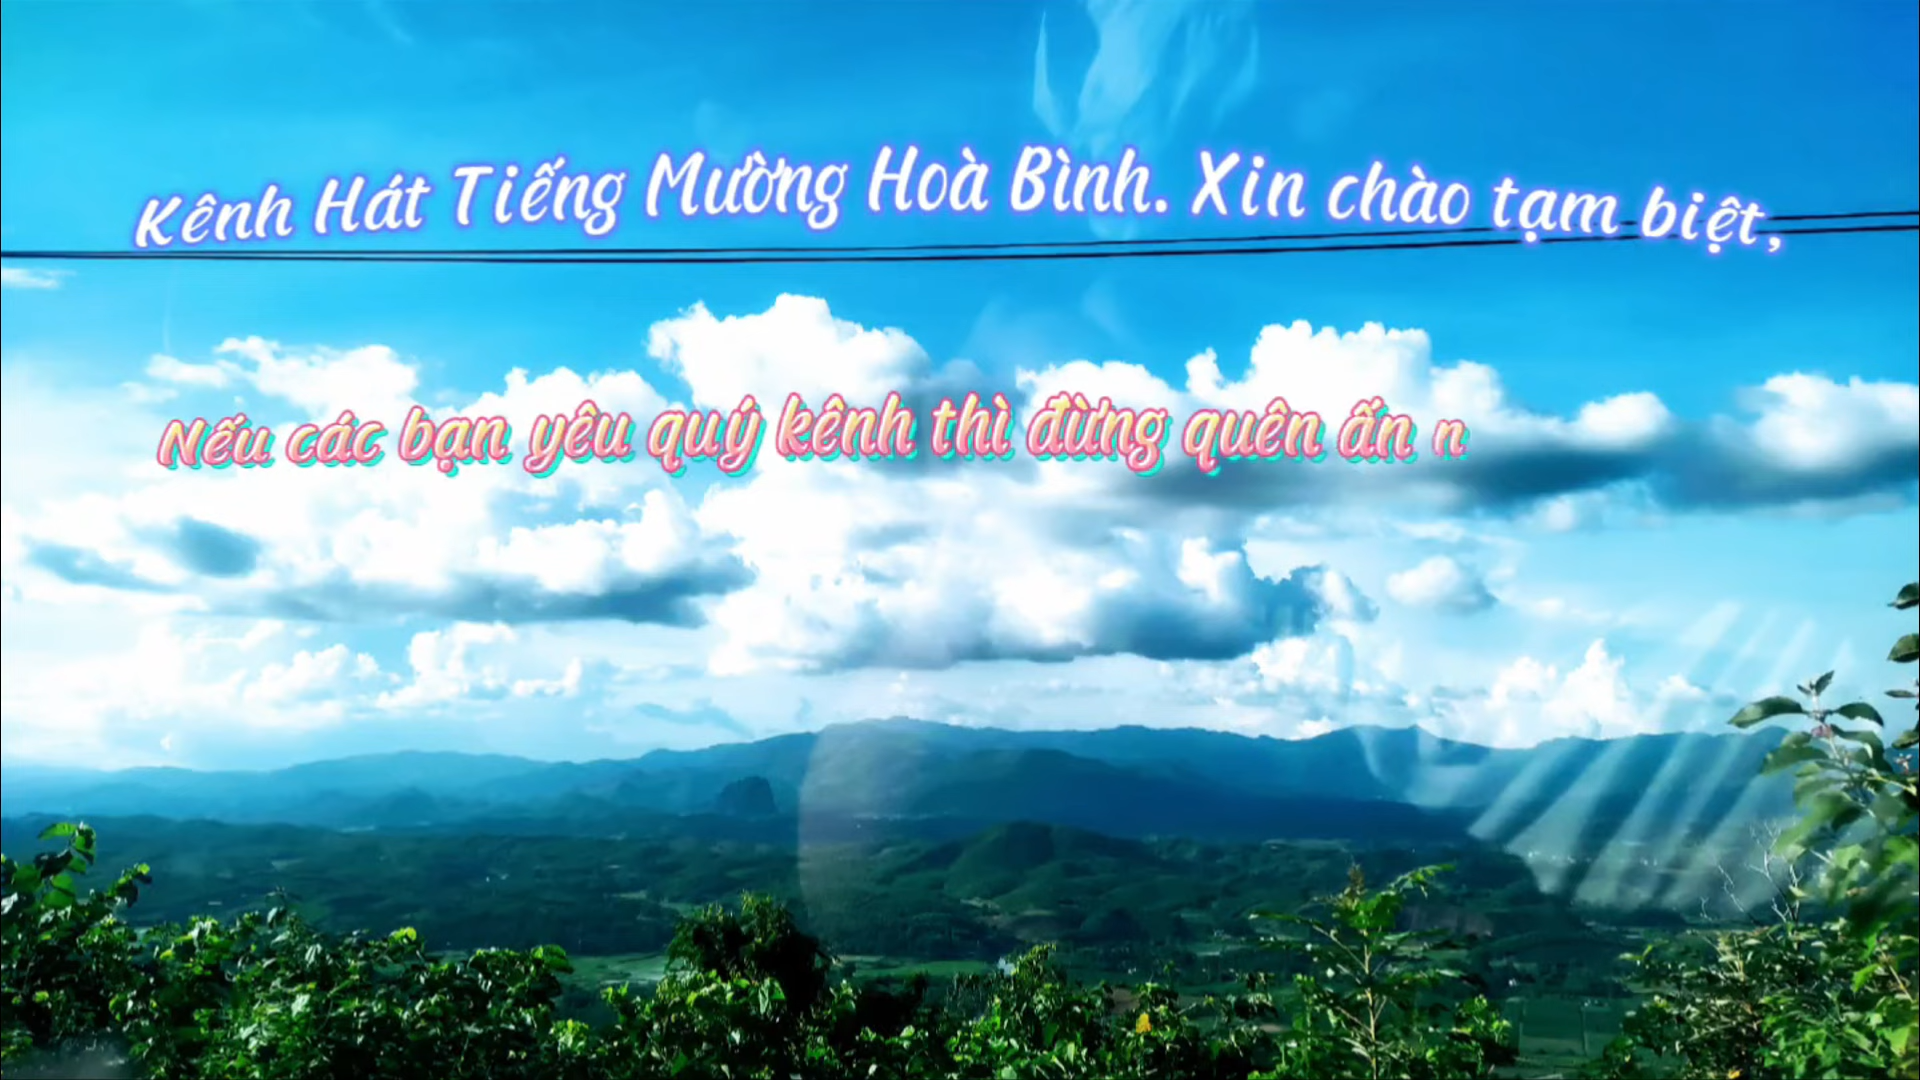 Kênh Hát Tiếng Mường Hoà Bình. Xin chào tạm biệt,
Nếu các bạn yêu quý kênh thì đừng quên ấn n